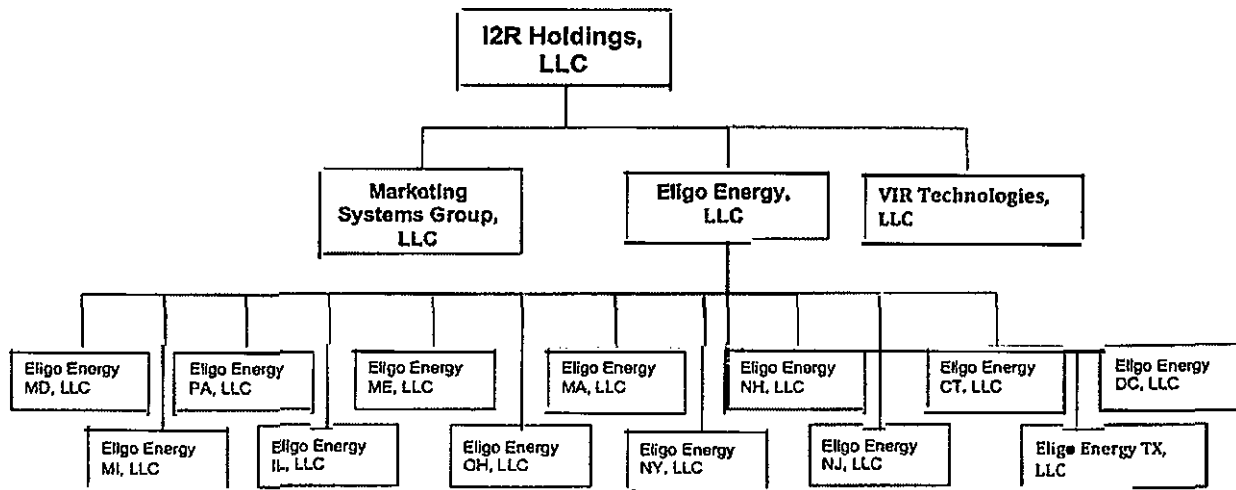 I2R Holdings,
LLC
Marketing
Systems Group,
LLC
Eligo Energy,
LLC
VIR Technologies,
LLC
Eligo Energy
MD, LLC
Eligo Energy
PA, LLC
Eligo Energy
ME, LLC
Eligo Energy
MA, LLC
Eligo Energy
NH, LLC
Eligo Energy
CT, LLC
Eligo Energy
DC, LLC
Eligo Energy
MI, LLC
Eligo Energy
IL, LLC
Eligo Energy
OH, LLC
Eligo Energy
NY, LLC
Eligo Energy
NJ, LLC
Eligo Energy TX,
LLC